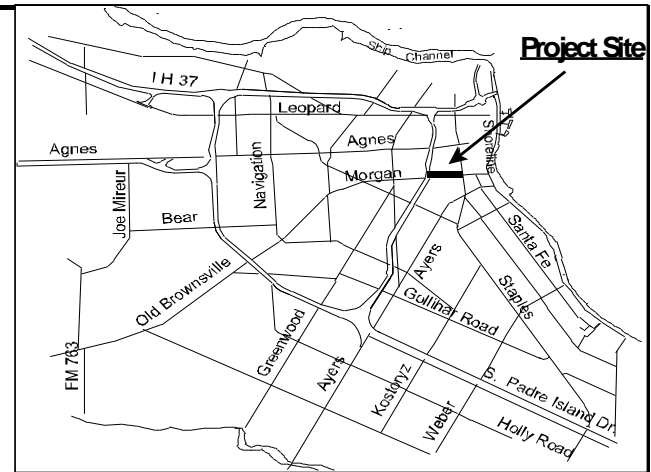 Project Site
Ship Channel
I H 37
Leopard
Agnes
Agnes
Shoreline
Morgan
Navigation
Joe Mireur
Bear
Santa Fe
Ayers
Old Brownsville
Staples
Gollihar Road
Greenwood
FM 763
Ayers
Kostoryz
Weber
S. Padre Island Dr.
Holly Road